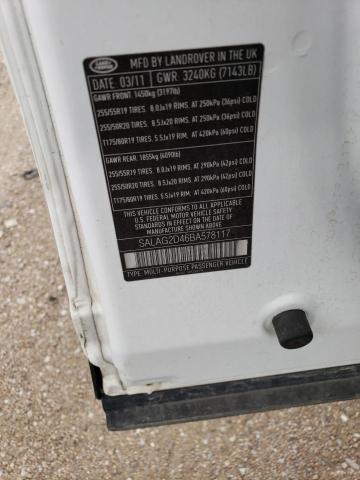 MFD BY LANDROVER IN THE UK
DATE: 03/11 GWR: 3240KG (7143LB)
GAWR FRONT: 1450kg (3197lb)
255/55R19 TIRES 8.0Jx19 RIMS. AT 250kPa (36psi) COLD
255/50R20 TIRES 8.5Jx20 RIMS. AT 250kPa (36psi) COLD
T175/80R19 TIRES 5.5Jx19 RIMS. AT 420kPa (60psi) COLD
GAWR REAR: 1855kg (4090lb)
255/55R19 TIRES 8.0Jx19 RIMS. AT 290kPa (42psi) COLD
255/50R20 TIRES 8.5Jx20 RIMS. AT 290kPa (42psi) COLD
T175/80R19 TIRES 5.5Jx19 RIMS. AT 420kPa (60psi) COLD
THIS VEHICLE CONFORMS TO ALL APPLICABLE
FEDERAL MOTOR VEHICLE SAFETY STANDARDS IN
EFFECT ON THE DATE OF MANUFACTURE SHOWN ABOVE
SALAG2D46BA578117
TYPE: MULTI-PURPOSE PASSENGER VEHICLE